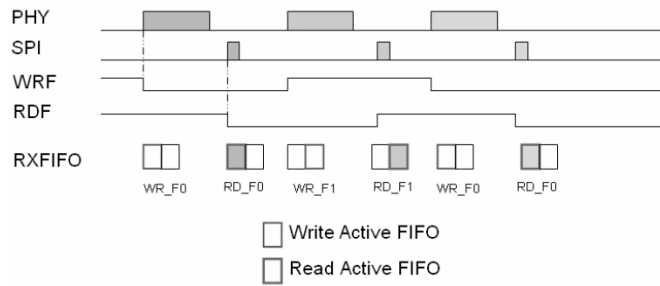 PHY
SPI
WRF
RDF
RXFIFO
WR_F0 RD_F0 WR_F1 RD_F1 WR_F0 RD_F0
Write Active FIFO
Read Active FIFO